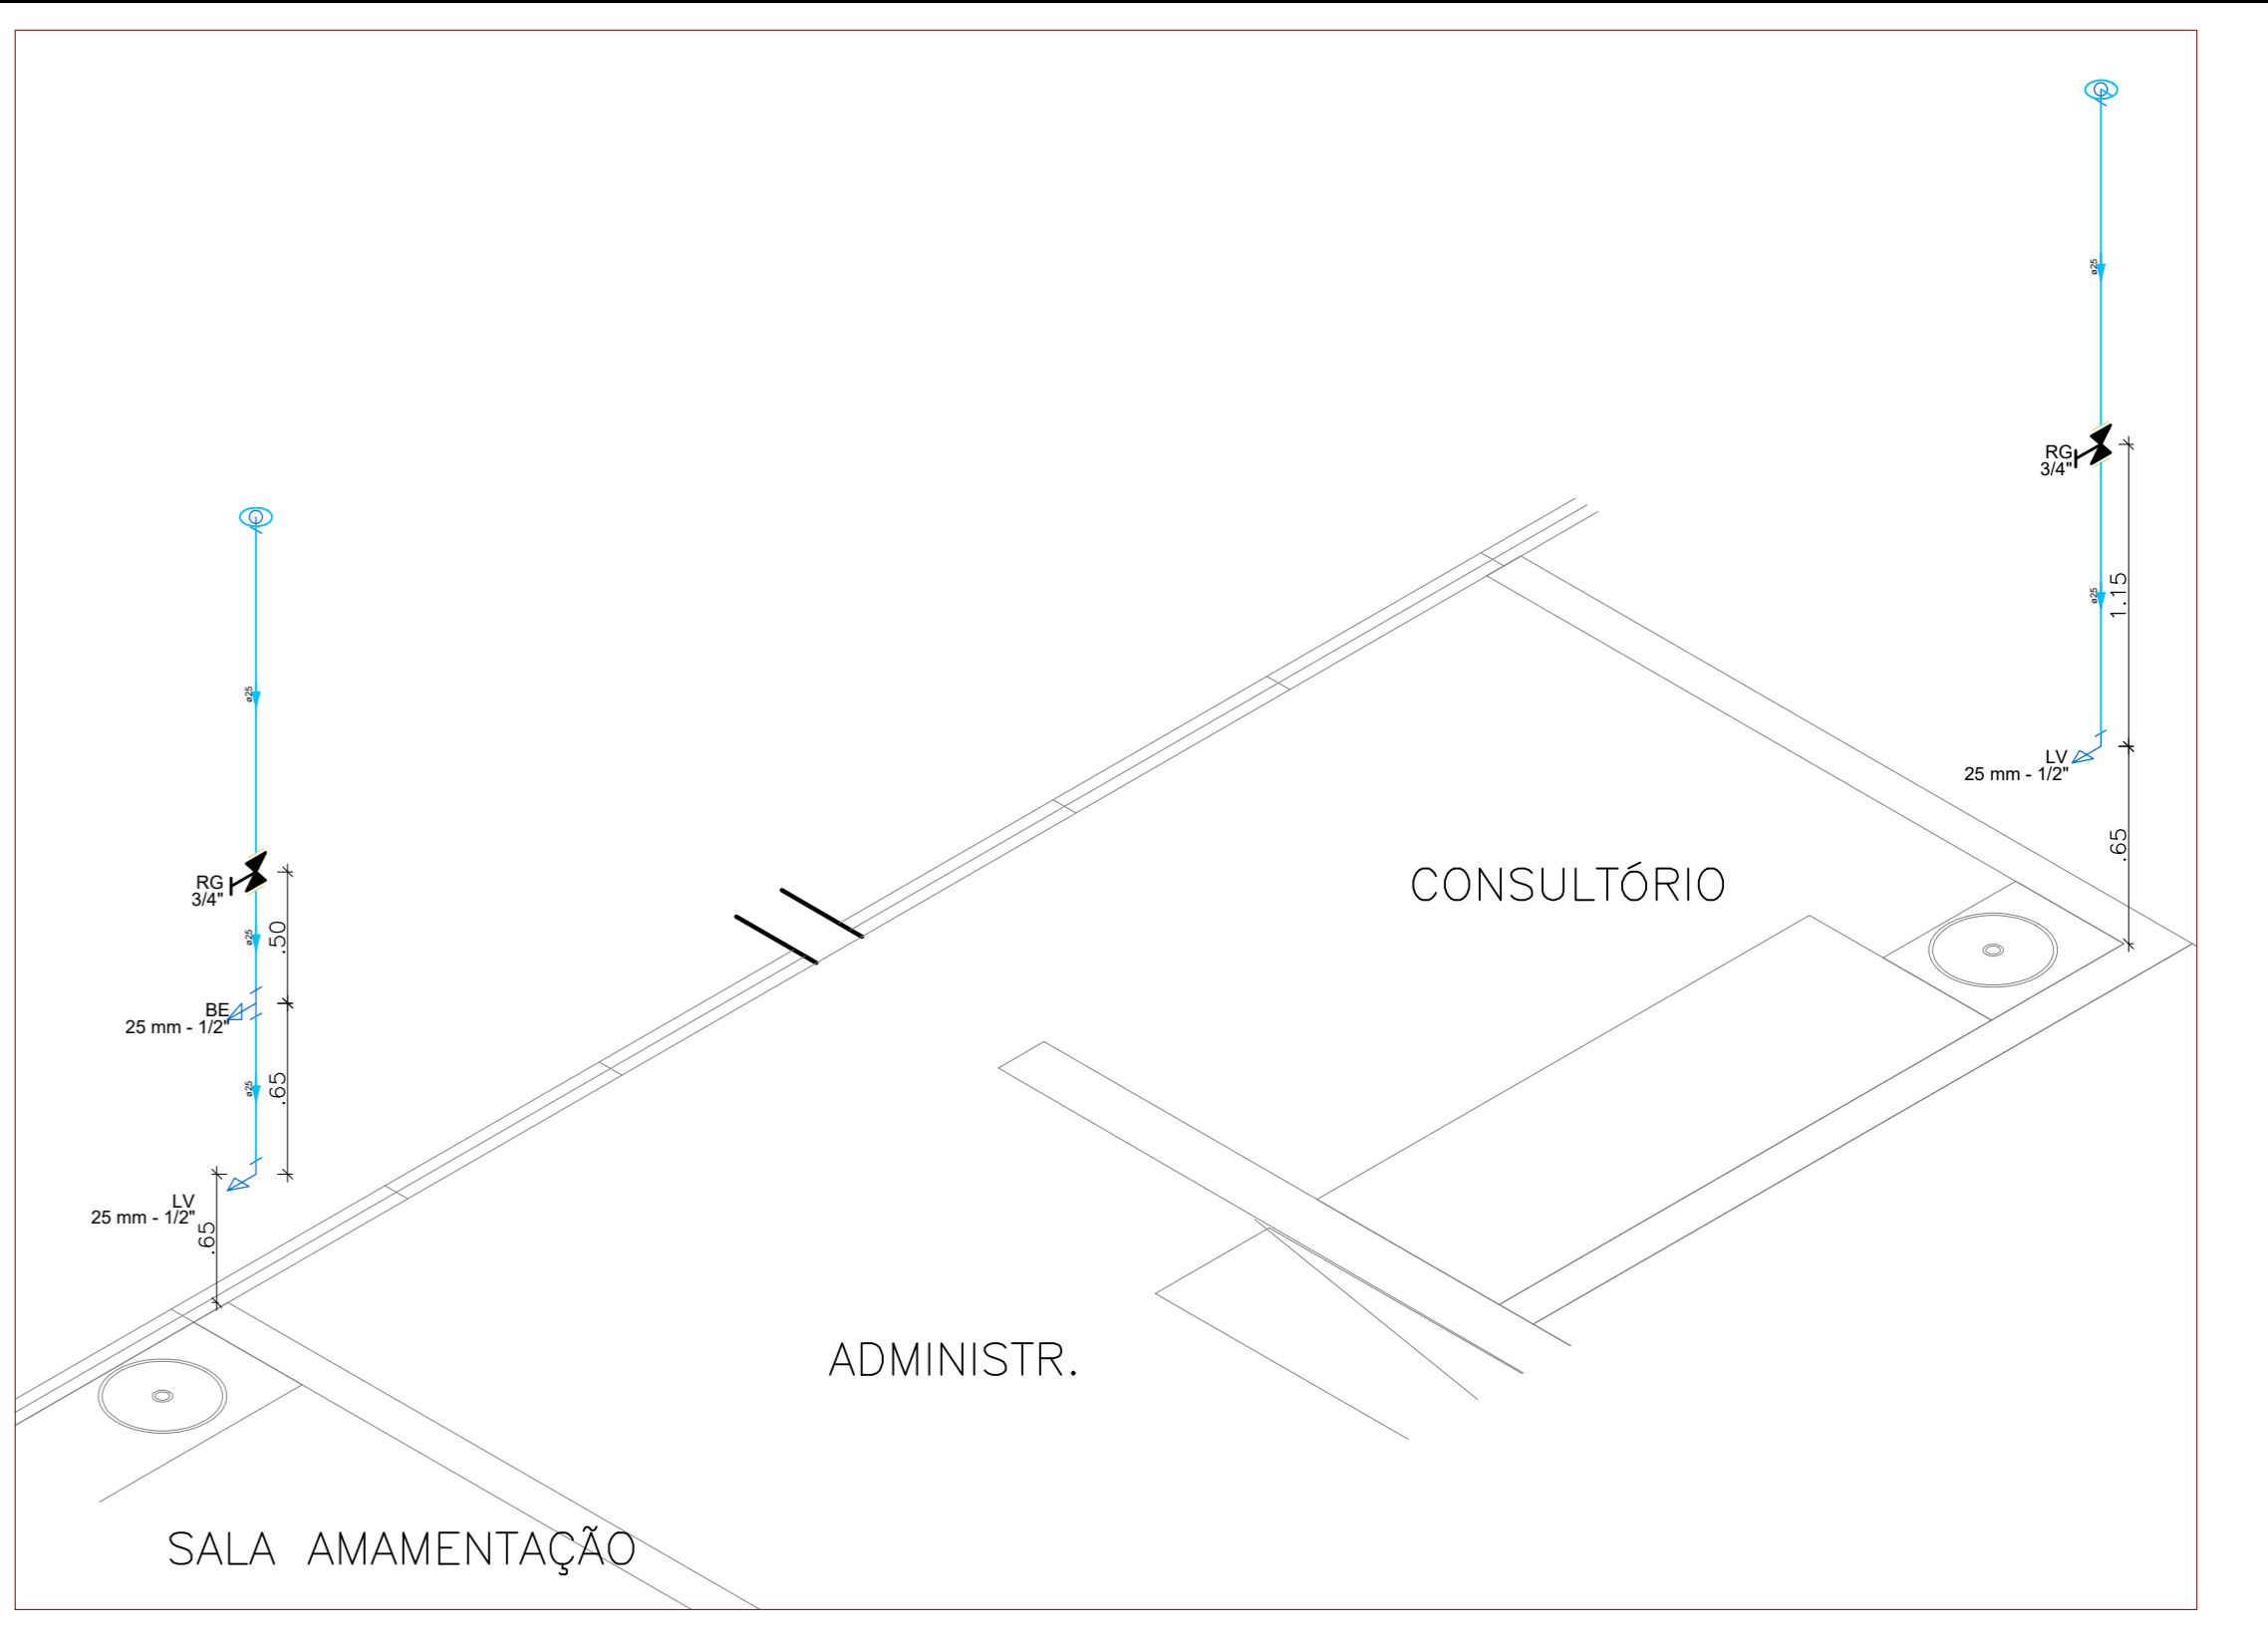 ø25
RG
3/4"
ø25
1.15
LV
25 mm - 1/2"
.65
ø25
RG
3/4"
ø25
.50
BE
25 mm - 1/2"
ø25
.65
LV
25 mm - 1/2"
.65
CONSULTÓRIO
ADMINISTR.
SALA AMAMENTAÇÃO